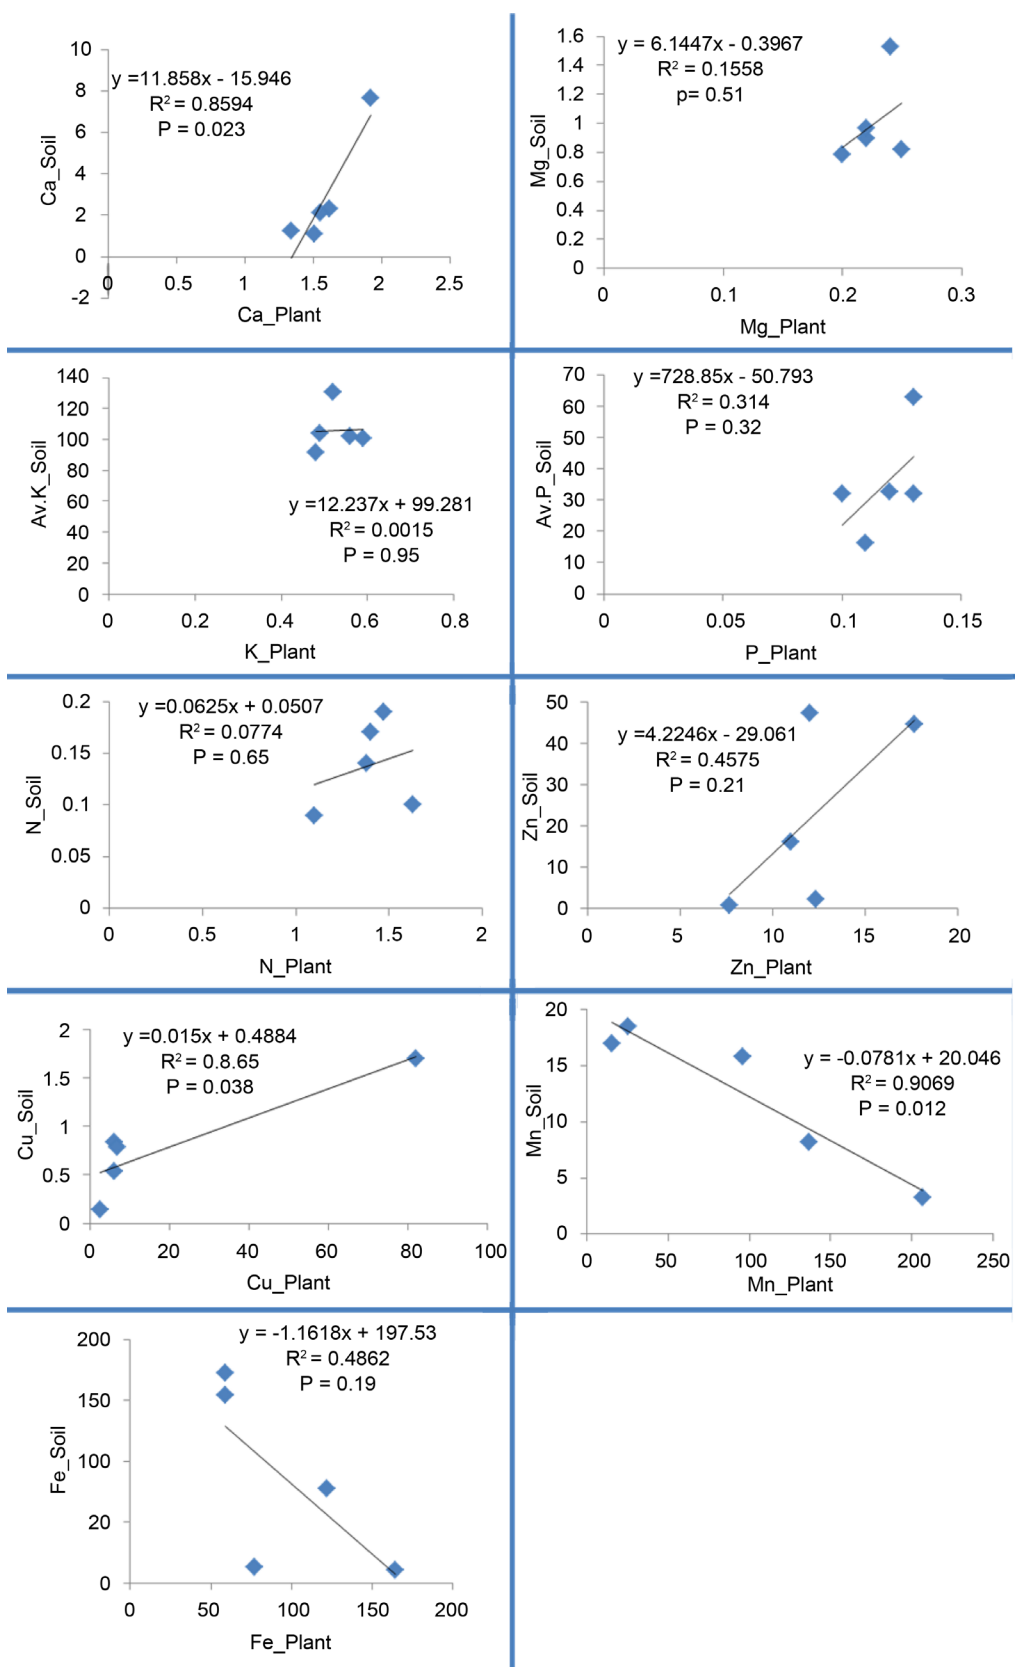 10
8
6
4
2
0
-2
y =11.858x - 15.946
R² = 0.8594
P = 0.023
Ca_Soil
0 0.5 1 1.5 2 2.5
Ca_Plant
1.6
1.4
1.2
1
0.8
0.6
0.4
0.2
0
y = 6.1447x - 0.3967
R² = 0.1558
p= 0.51
Mg_Soil
0 0.1 0.2 0.3
Mg_Plant
140
120
100
80
60
40
20
0
Av.K_Soil
y =12.237x + 99.281
R² = 0.0015
P = 0.95
0 0.2 0.4 0.6 0.8
K_Plant
70
60
50
40
30
20
10
0
y =728.85x - 50.793
R² = 0.314
P = 0.32
Av.P_Soil
0 0.05 0.1 0.15
P_Plant
0.2
0.15
0.1
0.05
0
y =0.0625x + 0.0507
R² = 0.0774
P = 0.65
N_Soil
0 0.5 1 1.5 2
N_Plant
50
40
30
20
10
0
y =4.2246x - 29.061
R² = 0.4575
P = 0.21
Zn_Soil
0 5 10 15 20
Zn_Plant
2
1.5
1
0.5
0
y =0.015x + 0.4884
R² = 0.8.65
P = 0.038
Cu_Soil
0 20 40 60 80 100
Cu_Plant
20
15
10
5
0
y = -0.0781x + 20.046
R² = 0.9069
P = 0.012
Mn_Soil
0 50 100 150 200 250
Mn_Plant
200
150
100
20
0
y = -1.1618x + 197.53
R² = 0.4862
P = 0.19
Fe_Soil
0 50 100 150 200
Fe_Plant